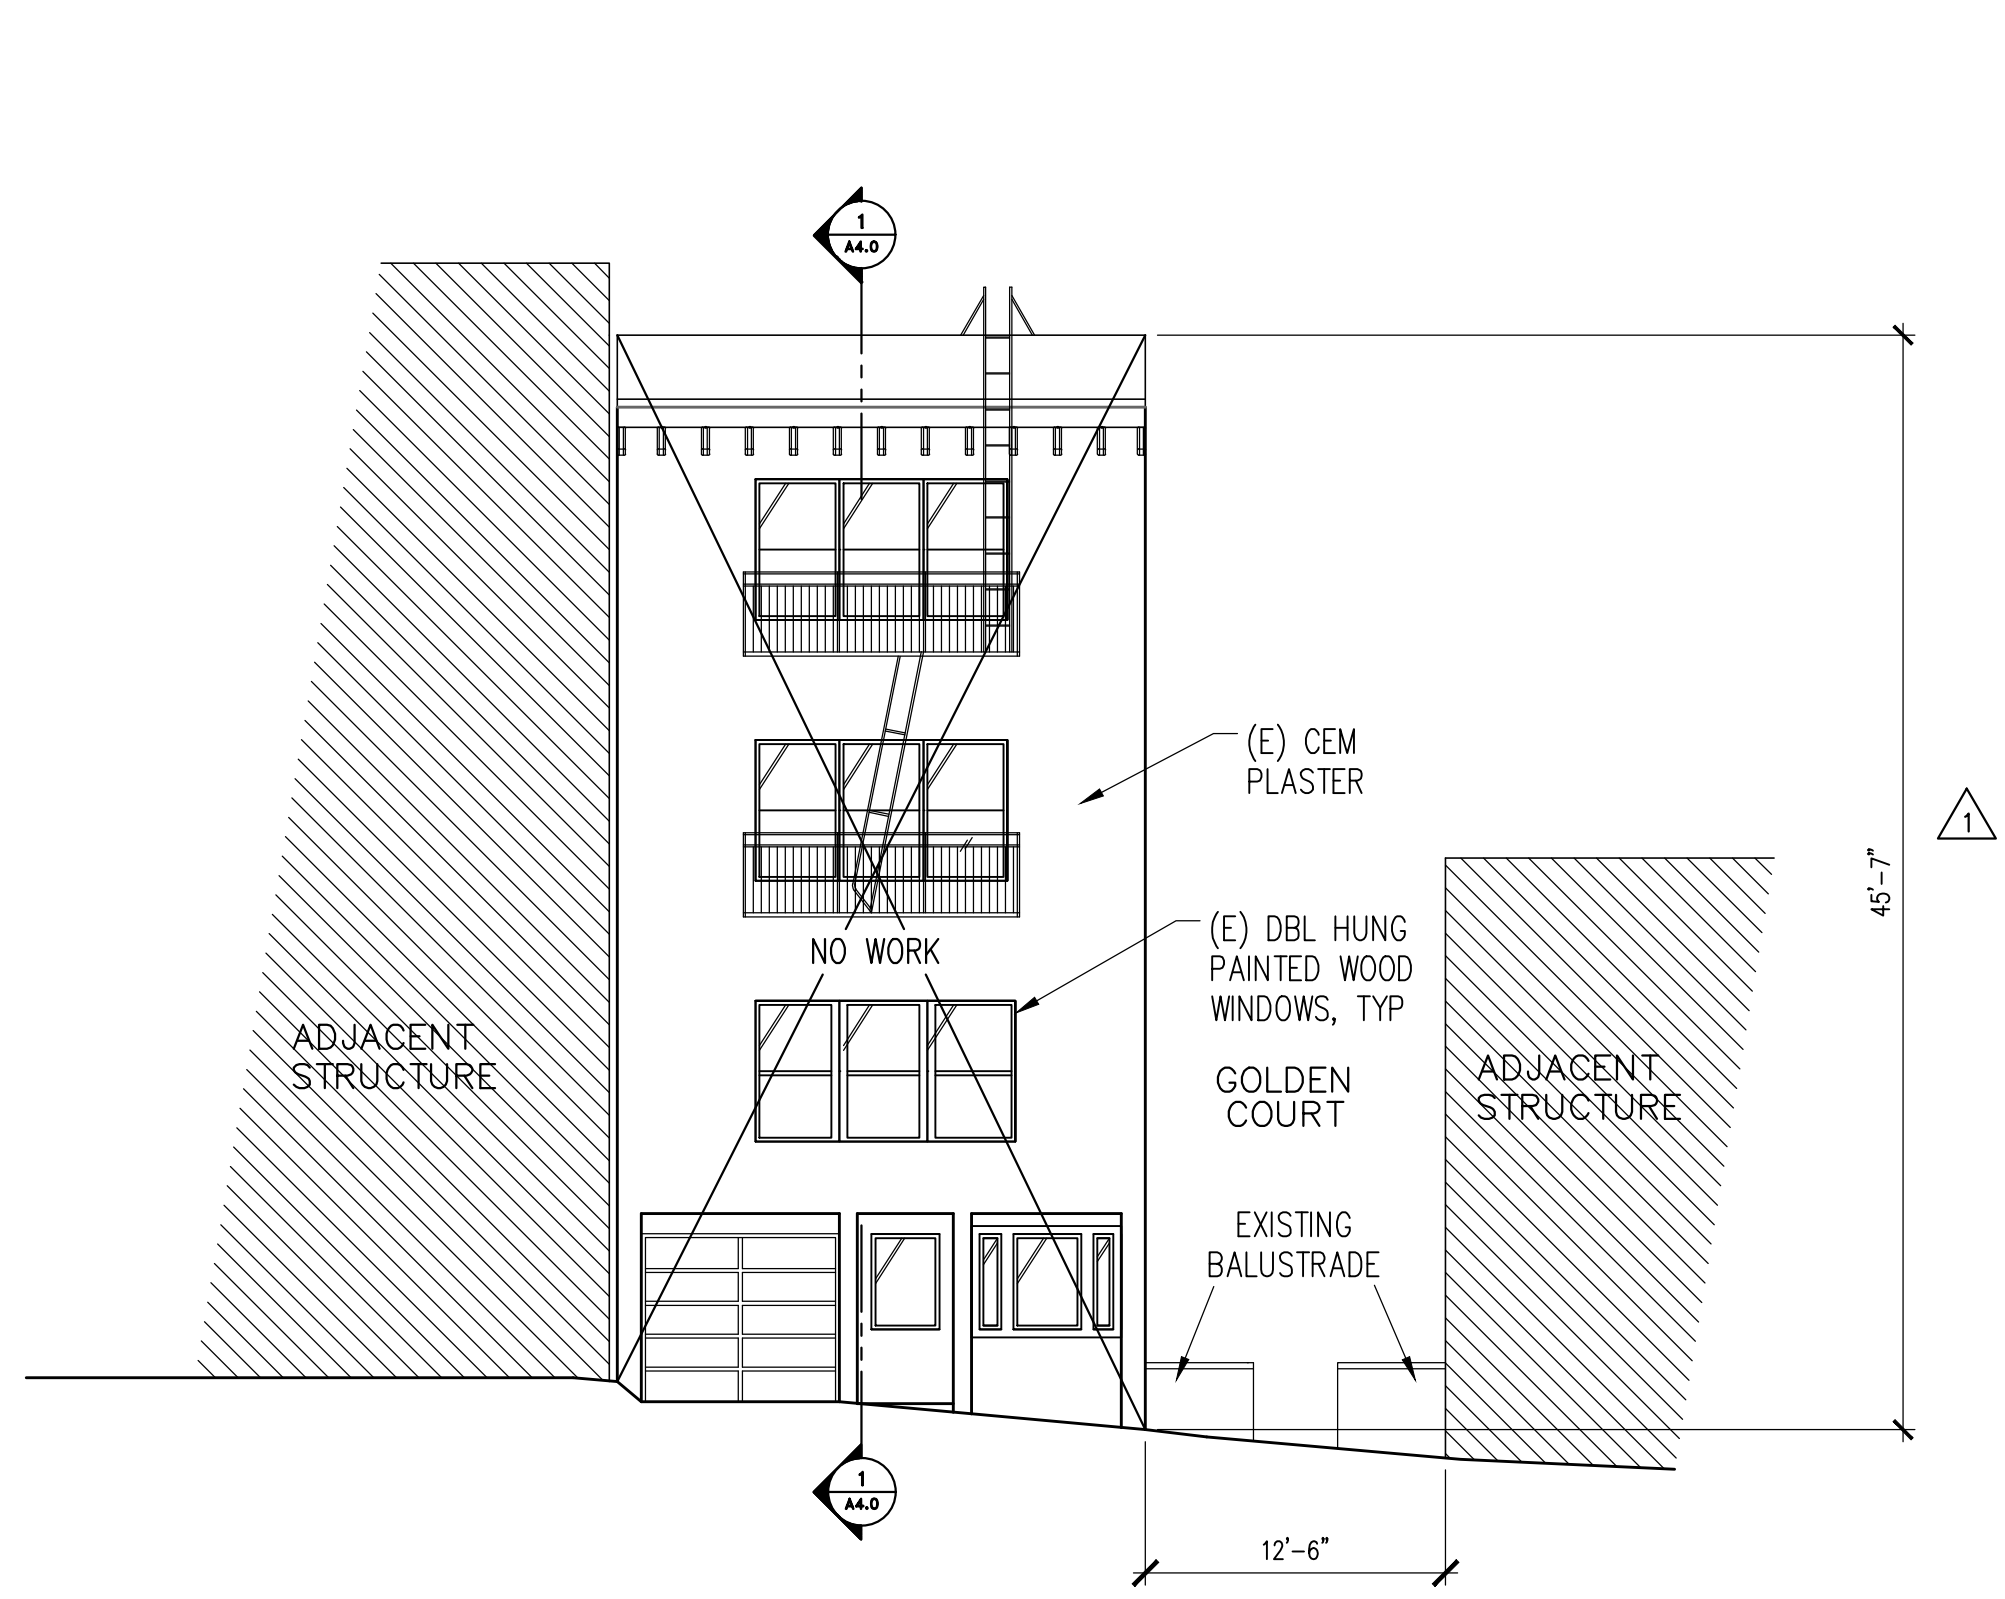 1
A4.0
(E) CEM
PLASTER
1
45'-7"
(E) DBL HUNG
PAINTED WOOD
WINDOWS, TYP
NO WORK
ADJACENT
STRUCTURE
GOLDEN
COURT
ADJACENT
STRUCTURE
EXISTING
BALUSTRADE
1
A4.0
12'-6"